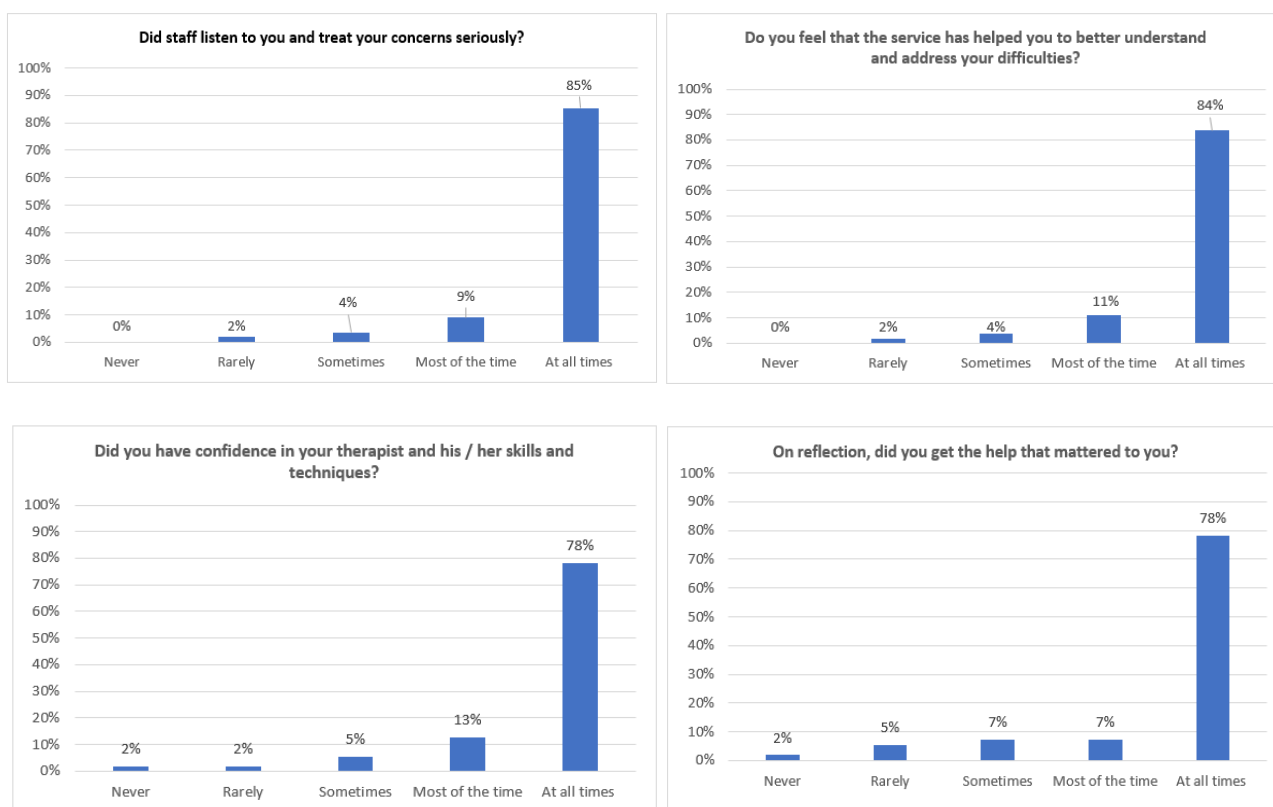 Did staff listen to you and treat your concerns seriously?
100%
90%
80%
70%
60%
50%
40%
30%
20%
10%
0%
0%
2%
4%
9%
85%
Never
Rarely
Sometimes
Most of the time
At all times
Do you feel that the service has helped you to better understand
and address your difficulties?
100%
90%
80%
70%
60%
50%
40%
30%
20%
10%
0%
0%
2%
4%
11%
84%
Never
Rarely
Sometimes
Most of the time
At all times
Did you have confidence in your therapist and his / her skills and
techniques?
100%
90%
80%
70%
60%
50%
40%
30%
20%
10%
0%
2%
2%
5%
13%
78%
Never
Rarely
Sometimes
Most of the time
At all times
On reflection, did you get the help that mattered to you?
100%
90%
80%
70%
60%
50%
40%
30%
20%
10%
0%
2%
5%
7%
7%
78%
Never
Rarely
Sometimes
Most of the time
At all times